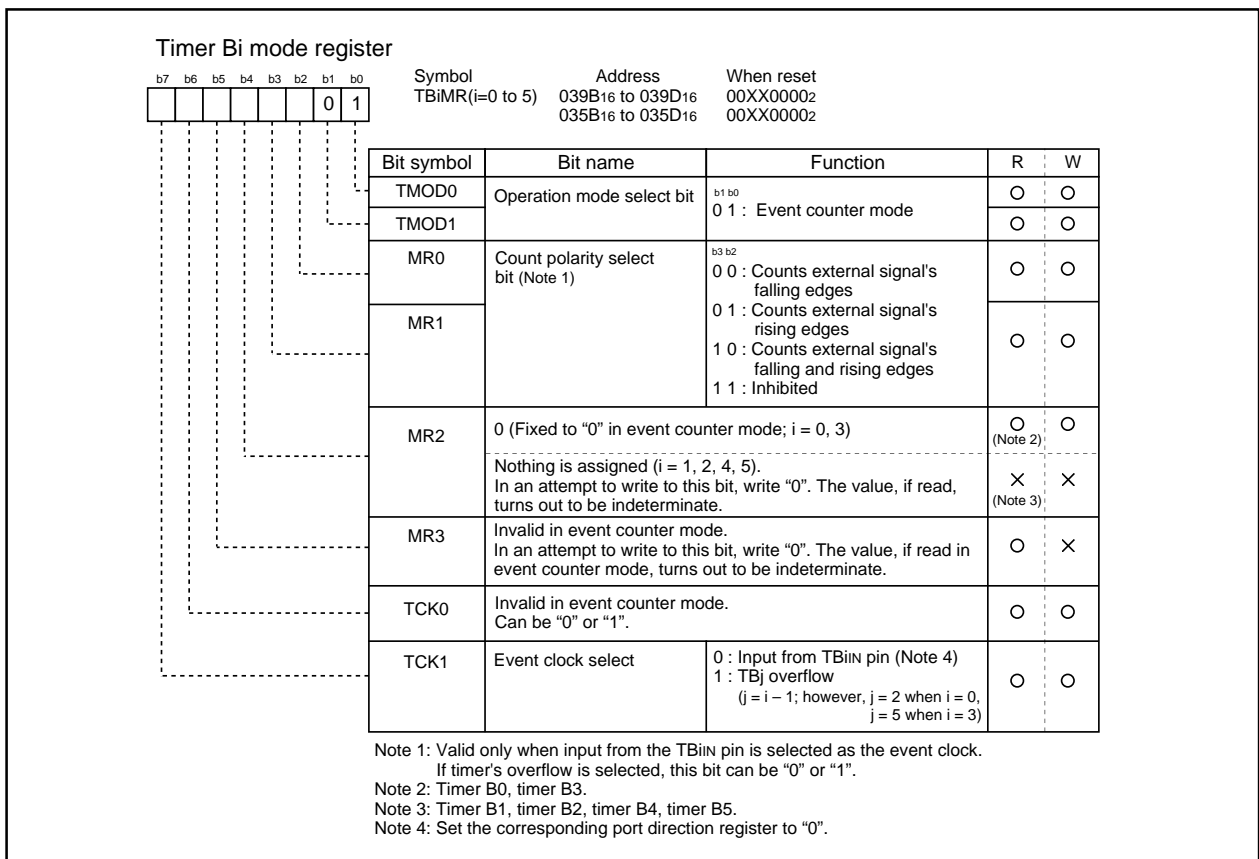 Timer Bi mode register
b7 b6 b5 b4 b3 b2 b1 b0
0 1
Symbol Address When reset
TBiMR(i=0 to 5) 039B16 to 039D16 00XX00002
035B16 to 035D16 00XX00002
Bit symbol Bit name Function R W
TMOD0 Operation mode select bit b1 b0
0 1 : Event counter mode
TMOD1
MR0 Count polarity select
bit (Note 1)
b3 b2
0 0 : Counts external signal's
falling edges
0 1 : Counts external signal's
rising edges
1 0 : Counts external signal's
falling and rising edges
1 1 : Inhibited
MR1
MR2 0 (Fixed to “0” in event counter mode; i = 0, 3)
(Note 2)
Nothing is assigned (i = 1, 2, 4, 5).
In an attempt to write to this bit, write “0”. The value, if read,
turns out to be indeterminate.
(Note 3)
MR3 Invalid in event counter mode.
In an attempt to write to this bit, write “0”. The value, if read in
event counter mode, turns out to be indeterminate.
TCK0 Invalid in event counter mode.
Can be “0” or “1”.
TCK1 Event clock select 0 : Input from TBiIN pin (Note 4)
1 : TBj overflow
(j = i – 1; however, j = 2 when i = 0,
j = 5 when i = 3)
Note 1: Valid only when input from the TBiIN pin is selected as the event clock.
If timer's overflow is selected, this bit can be “0” or “1”.
Note 2: Timer B0, timer B3.
Note 3: Timer B1, timer B2, timer B4, timer B5.
Note 4: Set the corresponding port direction register to “0”.